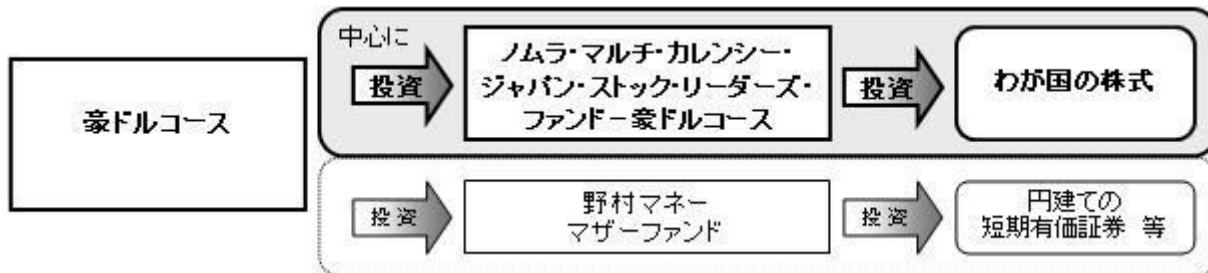 豪ドルコース
中心に
投資
ノムラ・マルチ・カレンシー・
ジャパン・ストック・リーダーズ・
ファンド－豪ドルコース
投資
わが国の株式
投資
野村マネー
マザーファンド
投資
円建ての
短期有価証券 等